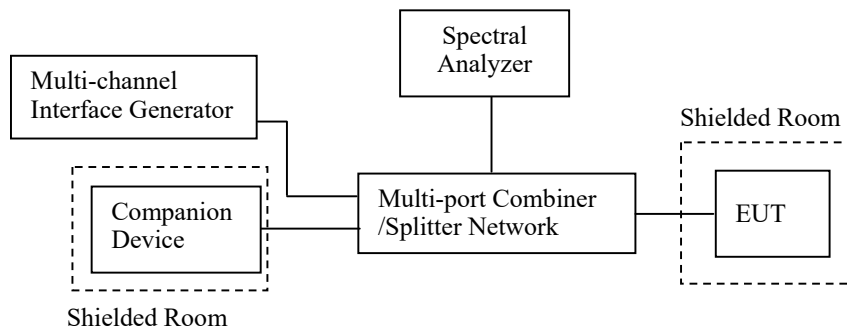 Spectral
Analyzer
Multi-channel
Interface Generator
Shielded Room
Companion
Device
Multi-port Combiner
/Splitter Network
EUT
Shielded Room